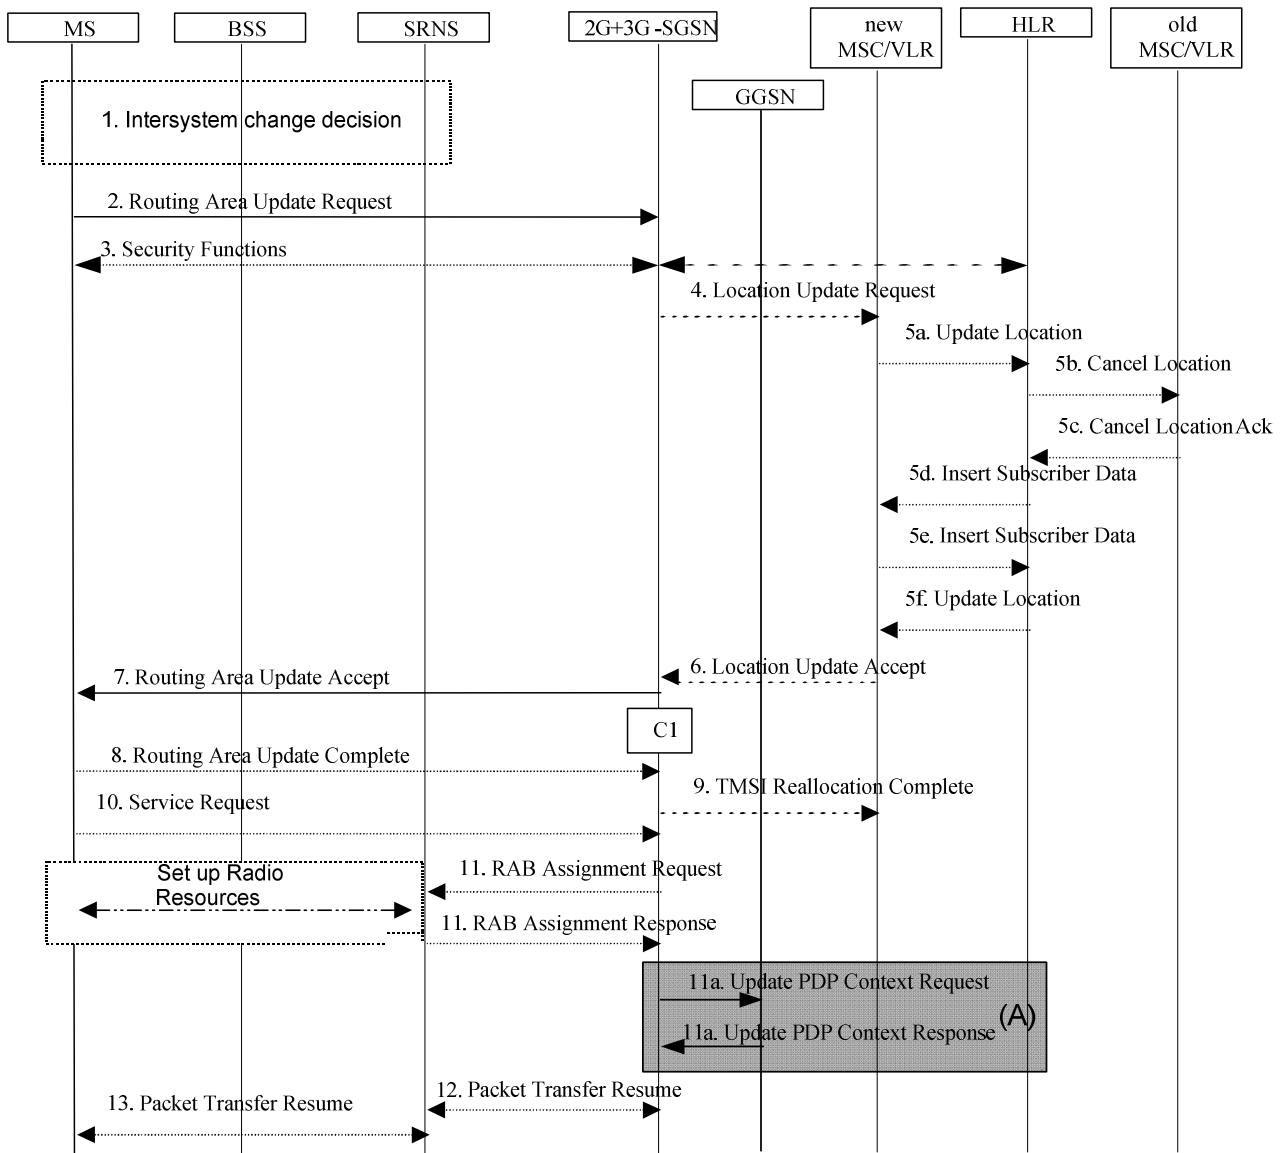 MS
BSS
SRNS
2G+3G-SGSN
new
MSC/VLR
HLR
old
MSC/VLR
GGSN
1. Intersystem change decision
2. Routing Area Update Request
3. Security Functions
4. Location Update Request
5a. Update Location
5b. Cancel Location
5c. Cancel Location Ack
5d. Insert Subscriber Data
5e. Insert Subscriber Data
5f. Update Location
6. Location Update Accept
7. Routing Area Update Accept
C1
8. Routing Area Update Complete
9. TMSI Reallocation Complete
10. Service Request
11. RAB Assignment Request
Set up Radio
Resources
11. RAB Assignment Response
11a. Update PDP Context Request
(A)
11a. Update PDP Context Response
12. Packet Transfer Resume
13. Packet Transfer Resume